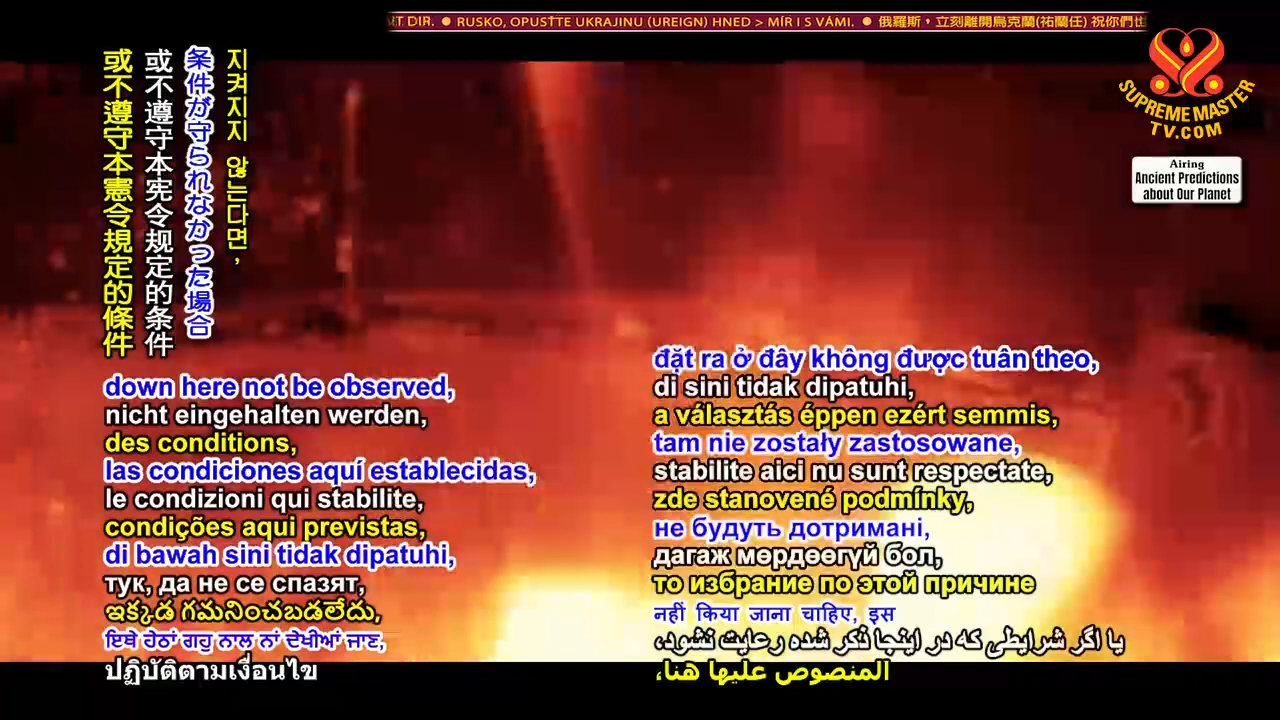 RUSKO, OPUSŤTE UKRAJINU (UREIGN) HNED > MÍR I S VÁMI. ● 俄羅斯，立刻離開烏克蘭(祐蘭任) 祝你們也
SUPREME MASTER
TV.COM
Airing
Ancient Predictions
about Our Planet
지켜지지 않는다면,
条件が守られなかった場合
或不遵守本宪令规定的条件
或不遵守本憲令規定的條件
down here not be observed,
nicht eingehalten werden,
des conditions,
las condiciones aquí establecidas,
le condizioni qui stabilite,
condições aqui previstas,
di bawah sini tidak dipatuhi,
тук, да не се спазят,
ఇక్కడ గమనించబడలేదు,
ਇਥੇ ਹੇਠਾਂ ਗਹੁ ਨਾਲ ਨਾਂ ਦੇਖੀਆਂ ਜਾਣ,
ปฏิบัติตามเงื่อนไข
đặt ra ở đây không được tuân theo,
di sini tidak dipatuhi,
a választás éppen ezért semmis,
tam nie zostały zastosowane,
stabilite aici nu sunt respectate,
zde stanovené podmínky,
не будуть дотримані,
дагаж мөрдөөгүй бол,
то избрание по этой причине
नहीं किया जाना चाहिए, इस
یا اگر شرایطی که در اینجا ذکر شده رعایت نشود،
المنصوص عليها هنا،